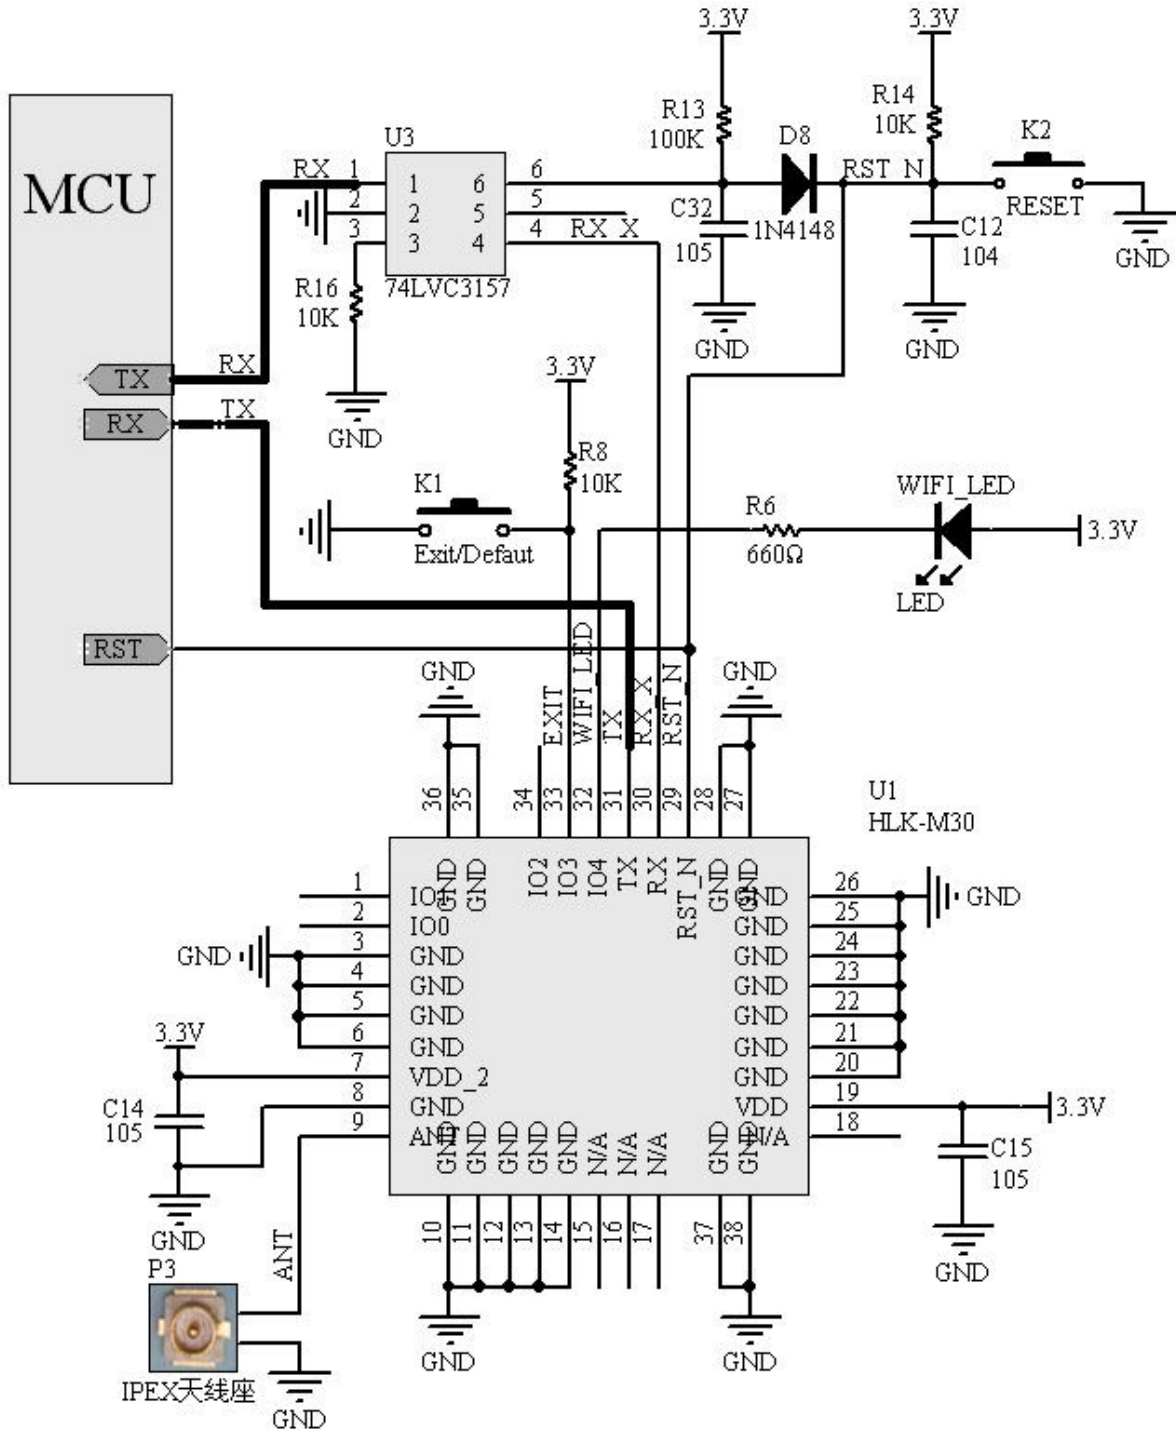 3.3V
3.3V
R13
100K
R14
10K
K2
D8
U3
MCU
RX
1
2
3
1
2
3
6
5
4
6
5
4
RX_X
C32
105
1N4148
RST_N
C12
104
RESET
GND
74LVC3157
R16
10K
GND
GND
TX
RX
RX
TX
GND
3.3V
R8
10K
K1
Exit/Defaut
R6
660Ω
WIFI_LED
3.3V
LED
RST
GND
GND
EXIT
WIFI_LED
TX
RX_X
RST_N
36
35
34
33
32
31
30
29
28
27
U1
HLK-M30
GND
GND
IO2
IO3
IO4
TX
RX
RST_N
GND
GND
1
IO1
2
IO0
3
GND
4
GND
5
GND
6
GND
7
VDD_2
8
GND
9
ANT
GND
26
GND
25
GND
24
GND
23
GND
22
GND
21
GND
20
VDD
19
N/A
18
GND
GND
3.3V
C14
105
GND
3.3V
C15
105
GND
GND
GND
GND
GND
GND
N/A
N/A
N/A
GND
GND
10
11
12
13
14
15
16
17
37
38
GND
GND
ANT
P3
IPEX天线座
GND